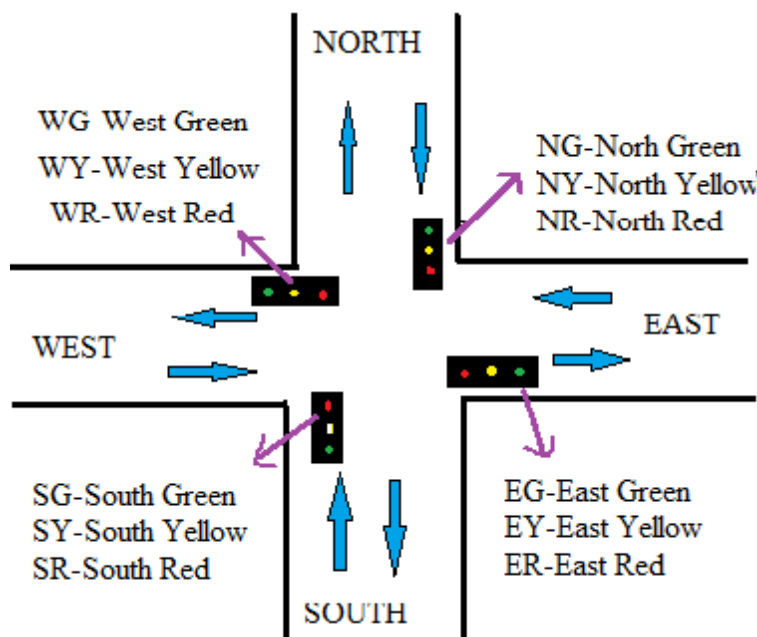 NORTH
WG West Green
WY-West Yellow
WR-West Red
NG-North Green
NY-North Yellow
NR-North Red
WEST
EAST
SG-South Green
SY-South Yellow
SR-South Red
EG-East Green
EY-East Yellow
ER-East Red
SOUTH